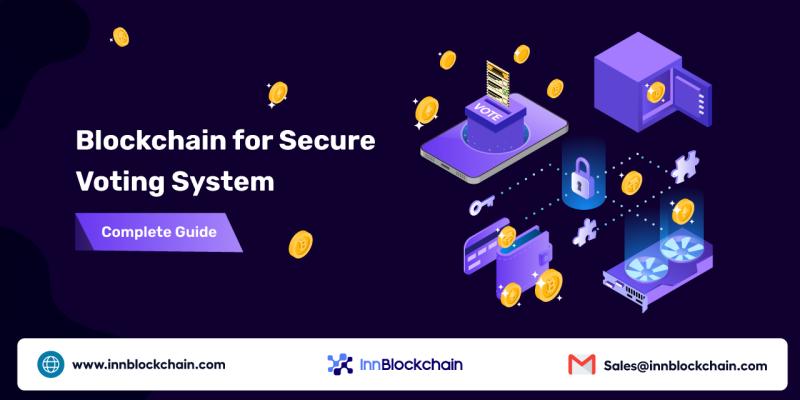 Blockchain for Secure
Voting System
Complete Guide
VOTE
www.innblockchain.com
InnBlockchain
Sales@innblockchain.com